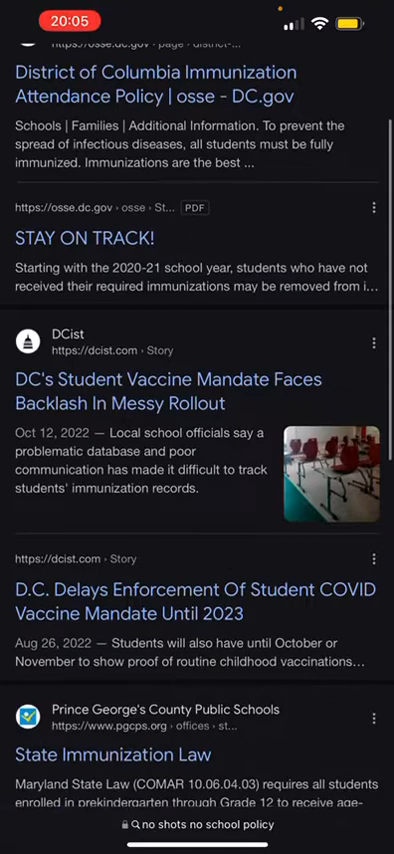 20:05
https://osse.dc.gov › page › district-...
District of Columbia Immunization
Attendance Policy | osse - DC.gov
Schools | Families | Additional Information. To prevent the
spread of infectious diseases, all students must be fully
immunized. Immunizations are the best ...
https://osse.dc.gov › osse › St... PDF
STAY ON TRACK!
Starting with the 2020-21 school year, students who have not
received their required immunizations may be removed from i...
DCist
https://dcist.com › Story
DC's Student Vaccine Mandate Faces
Backlash In Messy Rollout
Oct 12, 2022 — Local school officials say a
problematic database and poor
communication has made it difficult to track
students' immunization records.
https://dcist.com › Story
D.C. Delays Enforcement Of Student COVID
Vaccine Mandate Until 2023
Aug 26, 2022 — Students will also have until October or
November to show proof of routine childhood vaccinations...
Prince George's County Public Schools
https://www.pgcps.org › offices › st...
State Immunization Law
Maryland State Law (COMAR 10.06.04.03) requires all students
enrolled in prekindergarten through Grade 12 to receive age-
no shots no school policy